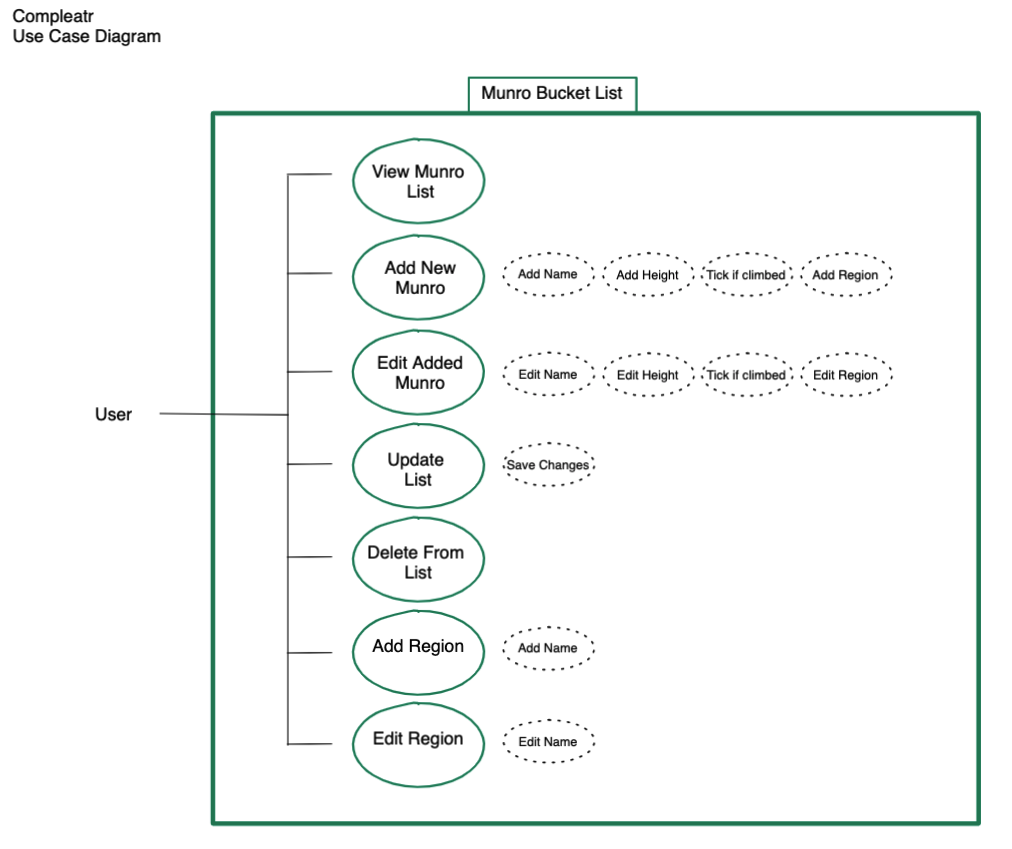 Compleatr
Use Case Diagram
Munro Bucket List
View Munro
List
Add New
Munro
Add Name
Add Height
Tick if climbed
Add Region
Edit Added
Munro
Edit Name
Edit Height
Tick if climbed
Edit Region
User
Update
List
Save Changes
Delete From
List
Add Region
Add Name
Edit Region
Edit Name